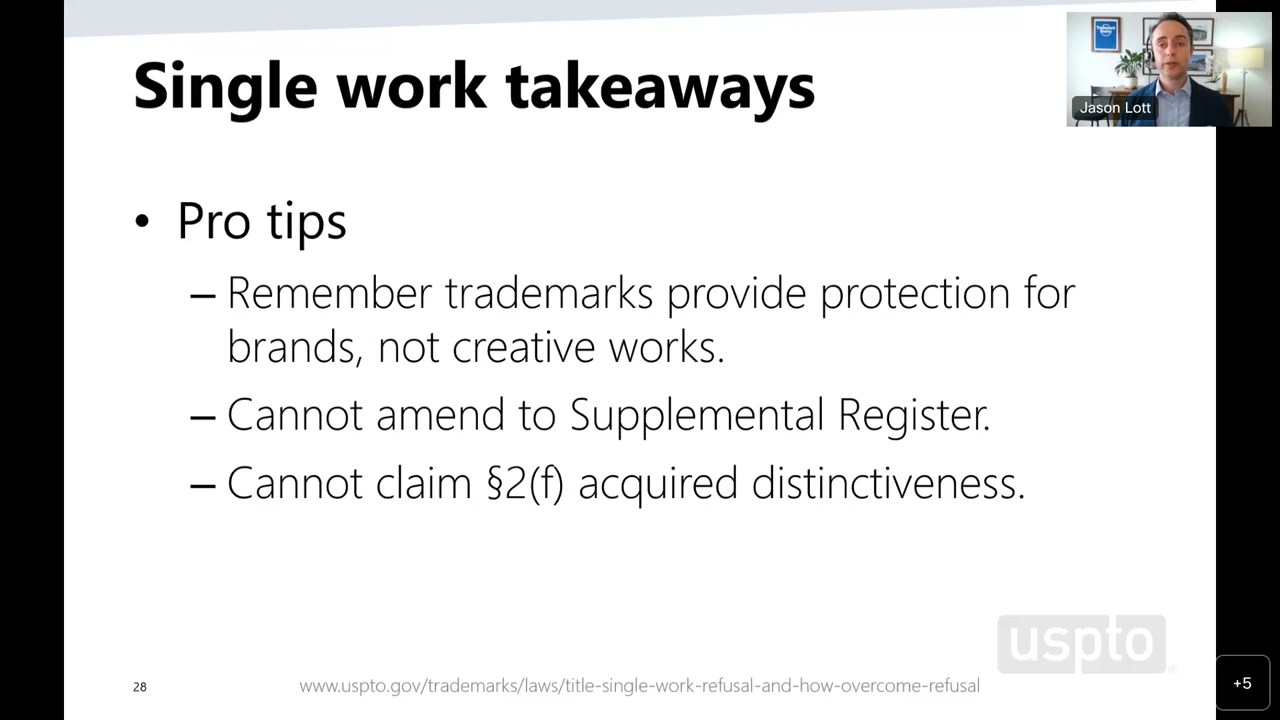 Single work takeaways
Jason Lott
• Pro tips
– Remember trademarks provide protection for
brands, not creative works.
– Cannot amend to Supplemental Register.
– Cannot claim §2(f) acquired distinctiveness.
uspto
28
www.uspto.gov/trademarks/laws/title-single-work-refusal-and-how-overcome-refusal
+5